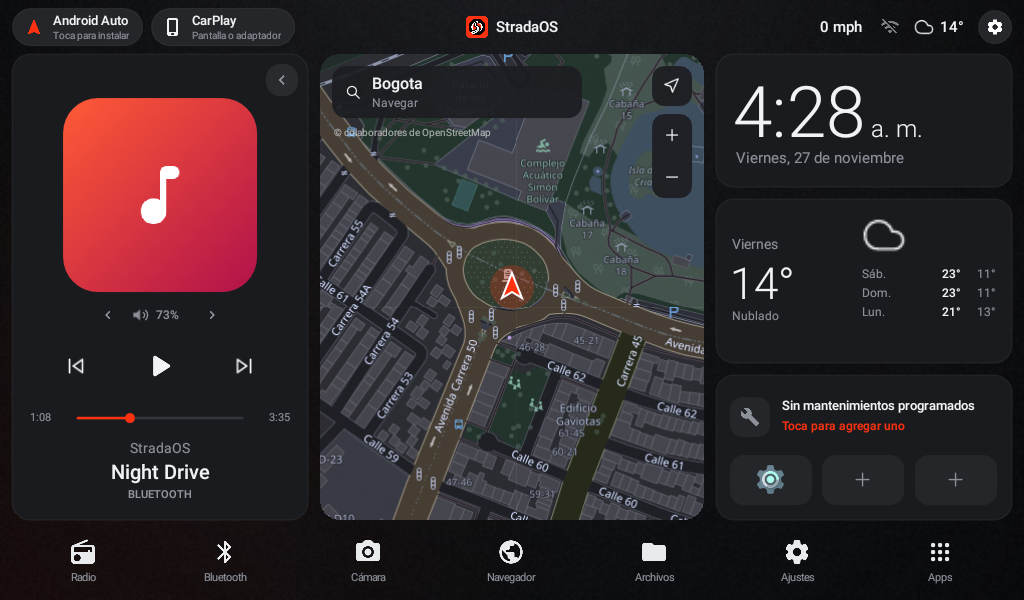 Android Auto
Toca para instalar
CarPlay
Pantalla o adaptador
StradaOS
0 mph
14°
73%
1:08
3:35
StradaOS
Night Drive
BLUETOOTH
Bogota
Navegar
© colaboradores de OpenStreetMap
P
Cabaña
15
Complejo
Acuático
Simón
Bolívar
Isla d
Cabaña
17
Cabaña
18
P
Carrera 55
Calle 61
Carrera 54A
Carrera 54
Carrera 53
Avenida Carrera 50
Carrera 45
Avenida
46-28
45-21
Calle 62
Calle 62
Edificio
Gaviotas
61-45
60-21
Calle 59
Calle 60
Calle 61
D-23
47-46
59-31
Calle 60
4:28 a. m.
Viernes, 27 de noviembre
Viernes
14°
Nublado
Sáb. 23° 11°
Dom. 23° 11°
Lun. 21° 13°
Sin mantenimientos programados
Toca para agregar uno
Radio
Bluetooth
Cámara
Navegador
Archivos
Ajustes
Apps